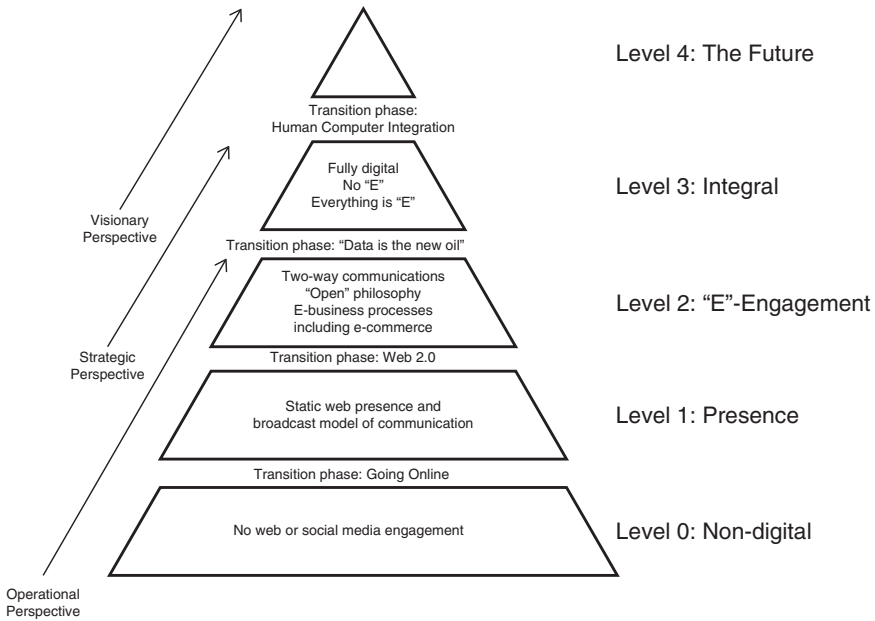 Level 4: The Future
Transition phase:
Human Computer Integration
Fully digital
No “E”
Everything is “E”
Level 3: Integral
Visionary
Perspective
Transition phase: “Data is the new oil”
Two-way communications
“Open” philosophy
E-business processes
including e-commerce
Level 2: “E”-Engagement
Strategic
Perspective
Transition phase: Web 2.0
Static web presence and
broadcast model of communication
Level 1: Presence
Transition phase: Going Online
No web or social media engagement
Level 0: Non-digital
Operational
Perspective